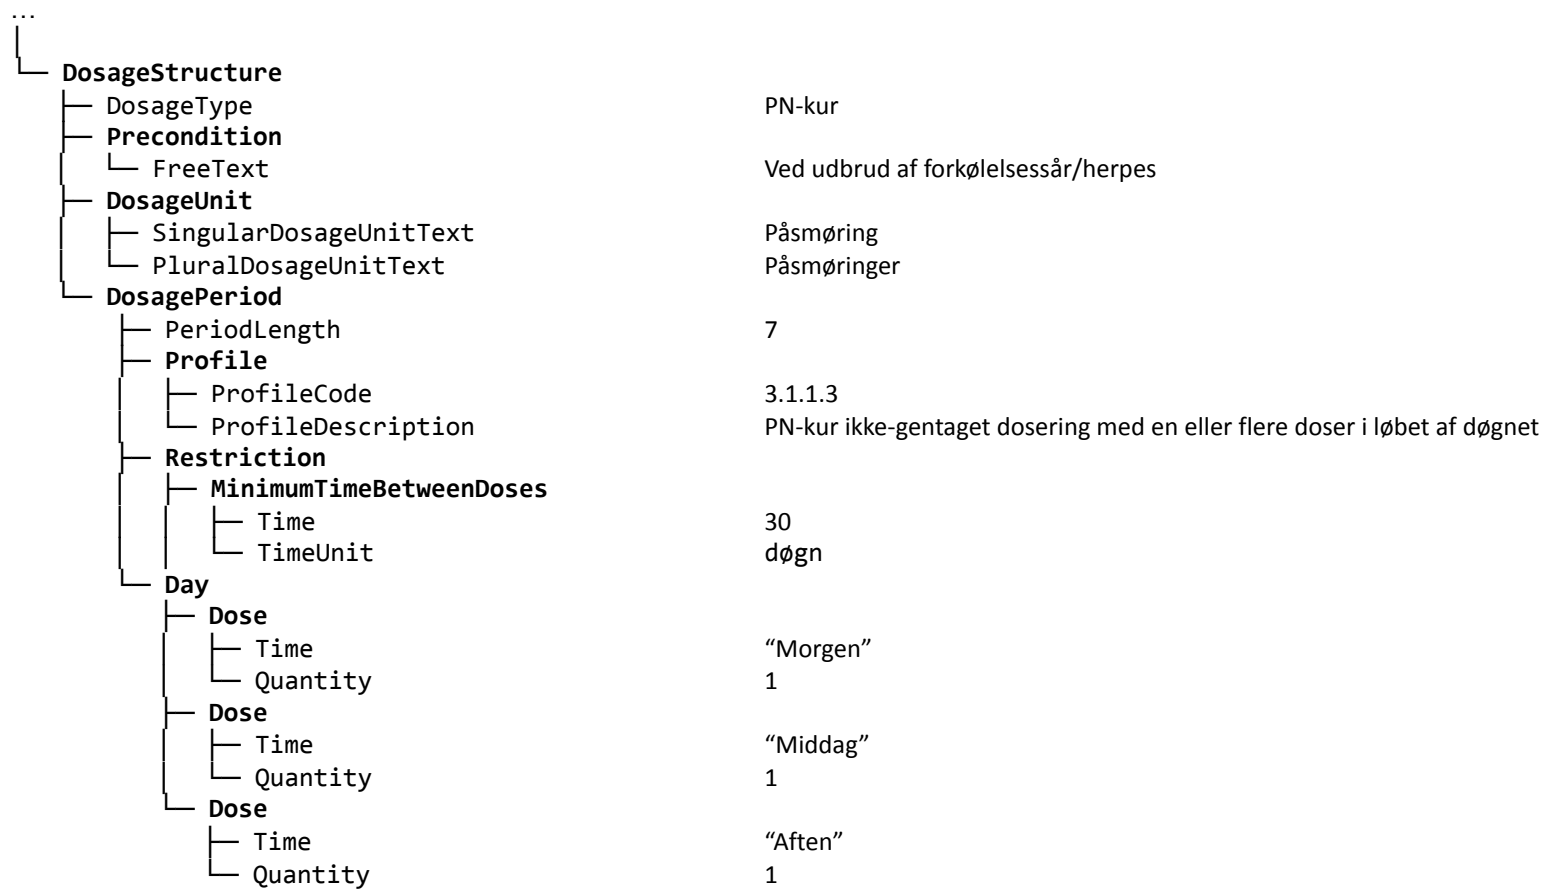 ...
DosageStructure
DosageType PN-kur
Precondition
FreeText Ved udbrud af forkølelsessår/herpes
DosageUnit
SingularDosageUnitText Påsmøring
PluralDosageUnitText Påsmøringer
DosagePeriod
PeriodLength 7
Profile
ProfileCode 3.1.1.3
ProfileDescription PN-kur ikke-gentaget dosering med en eller flere doser i løbet af døgnet
Restriction
MinimumTimeBetweenDoses
Time 30
TimeUnit døgn
Day
Dose
Time “Morgen”
Quantity 1
Dose
Time “Middag”
Quantity 1
Dose
Time “Aften”
Quantity 1